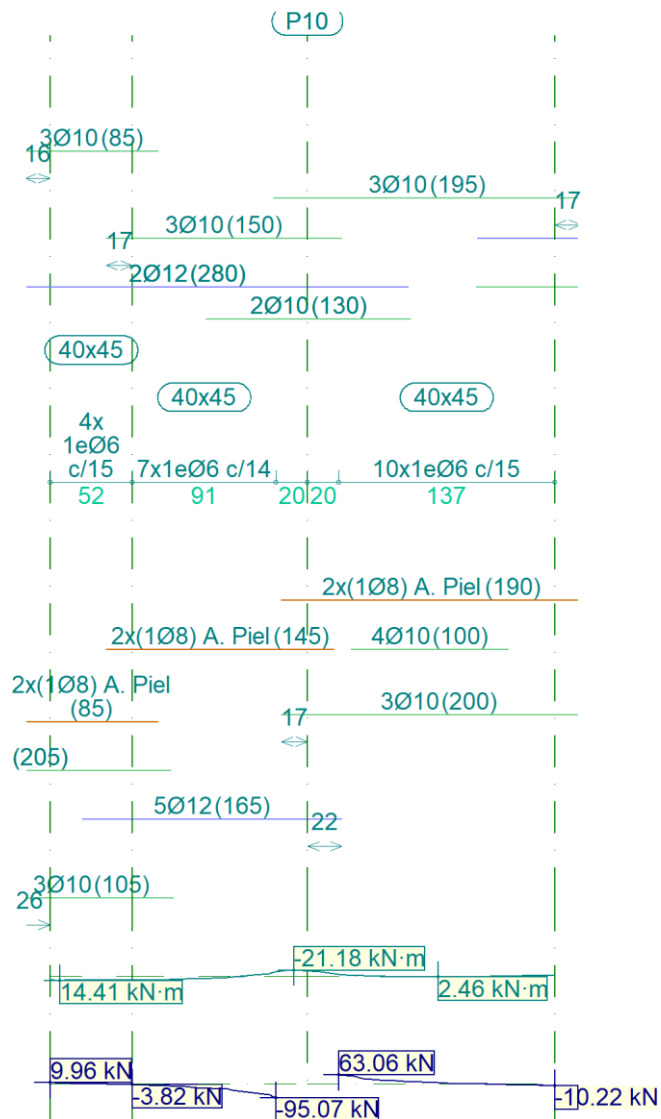 P10
3Ø10(85)
16
3Ø10(195)
17
3Ø10(150)
17
2Ø12(280)
2Ø10(130)
40x45
40x45
40x45
4x
1eØ6
c/15
7x1eØ6 c/14
10x1eØ6 c/15
52
91
20
20
137
2x(1Ø8) A. Piel (190)
2x(1Ø8) A. Piel (145)
4Ø10(100)
2x(1Ø8) A. Piel
(85)
3Ø10(200)
17
(205)
5Ø12(165)
22
3Ø10(105)
26
-21.18 kN·m
14.41 kN·m
2.46 kN·m
9.96 kN
63.06 kN
-3.82 kN
-95.07 kN
-10.22 kN